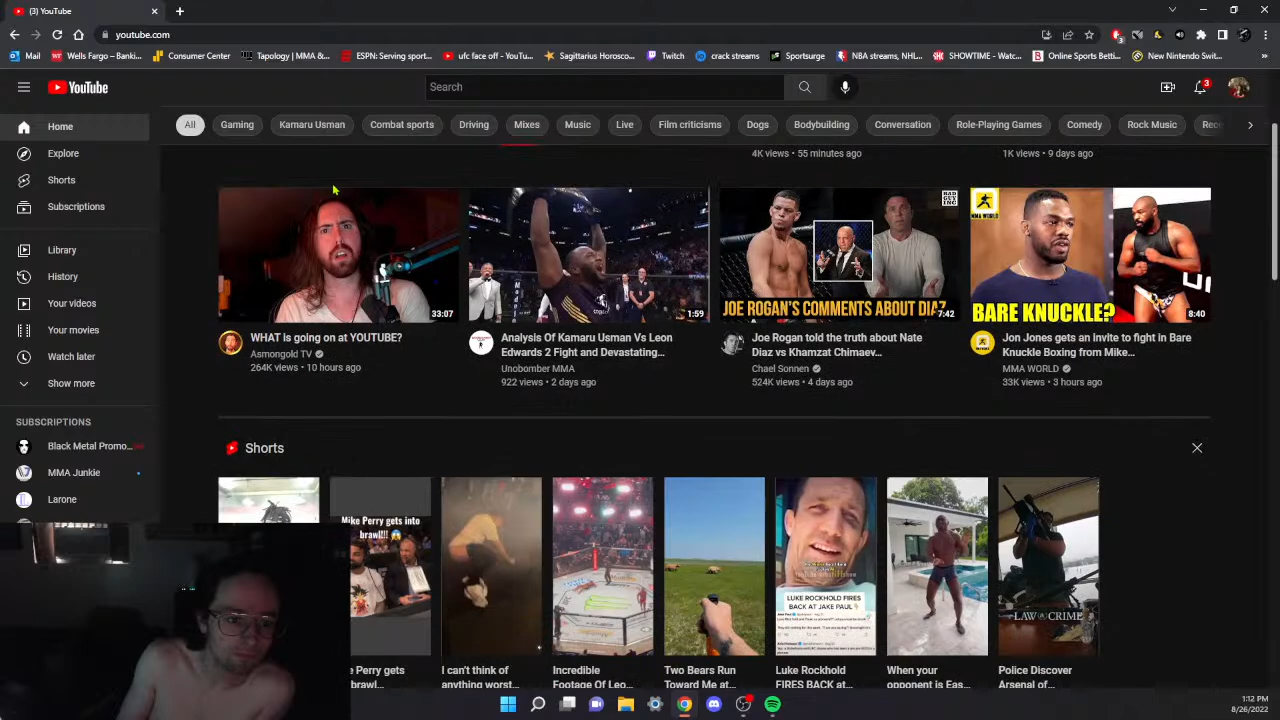 (3) YouTube
youtube.com
Mail
Wells Fargo - Bankin...
Consumer Center
Tapology | MMA &...
ESPN: Serving sport...
ufc face off - YouTu...
Sagittarius Horosco...
Twitch
crack streams
Sportsurge
NBA streams, NHL...
SHOWTIME - Watc...
Online Sports Betti...
New Nintendo Swit...
YouTube
Search
3
Home
Explore
Shorts
Subscriptions
Library
History
Your videos
Your movies
Watch later
Show more
SUBSCRIPTIONS
Black Metal Promo...
MMA Junkie
Larone
All
Gaming
Kamaru Usman
Combat sports
Driving
Mixes
Music
Live
Film criticisms
Dogs
Bodybuilding
Conversation
Role-Playing Games
Comedy
Rock Music
Rece
4K views • 55 minutes ago
1K views • 9 days ago
33:07
WHAT is going on at YOUTUBE?
Asmongold TV
264K views • 10 hours ago
1:59
Analysis Of Kamaru Usman Vs Leon
Edwards 2 Fight and Devastating...
Unobomber MMA
922 views • 2 days ago
JOE ROGAN'S COMMENTS ABOUT DIAZ
7:42
Joe Rogan told the truth about Nate
Diaz vs Khamzat Chimaev...
Chael Sonnen
524K views • 4 days ago
MMA WORLD
BARE KNUCKLE?
8:40
Jon Jones gets an Invite to fight in Bare
Knuckle Boxing from Mike...
MMA WORLD
33K views • 3 hours ago
Shorts
Mike Perry gets into
brawl!!!
LUKE ROCKHOLD FIRES
BACK AT JAKE PAUL
LAW & CRIME
e Perry gets
brawl...
I can't think of
anything worst
Incredible
Footage Of Leo...
Two Bears Run
Toward Me at
Luke Rockhold
FIRES BACK at
When your
opponent is Eas...
Police Discover
Arsenal of...
1:12 PM
8/26/2022